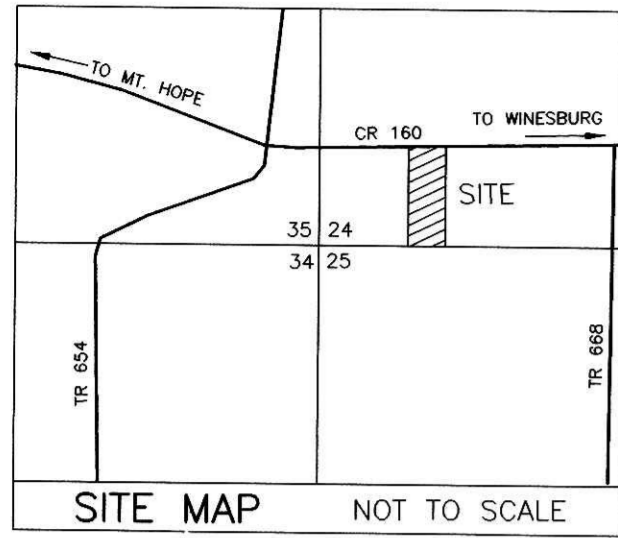 TO MT. HOPE
TO WINESBURG
CR 160
SITE
35 24
34 25
TR 654
TR 668
SITE MAP NOT TO SCALE